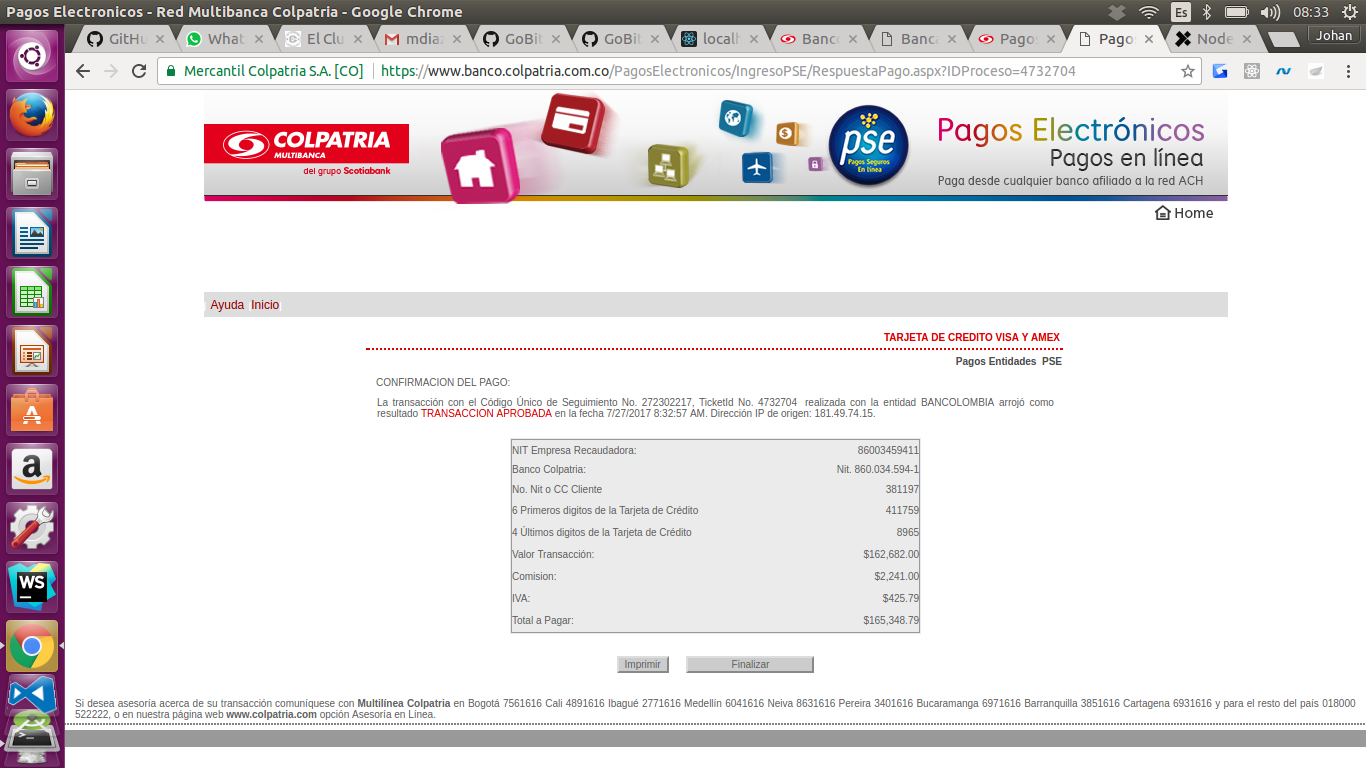 Pagos Electronicos - Red Multibanca Colpatria - Google Chrome
Es
08:33
GitHu
What
El Clu
mdia
GoBit
GoBit
localh
Banc
Banca
Pago
Pago
Node
Johan
Mercantil Colpatria S.A. [CO]
https://www.banco.colpatria.com.co/PagosElectronicos/IngresoPSE/RespuestaPago.aspx?IDProceso=4732704
COLPATRIA
MULTIBANCA
del grupo Scotiabank
pse
Pagos Seguros
En línea
Pagos Electrónicos
Pagos en línea
Paga desde cualquier banco afiliado a la red ACH
Home
Ayuda Inicio
TARJETA DE CREDITO VISA Y AMEX
Pagos Entidades PSE
CONFIRMACION DEL PAGO:
La transacción con el Código Único de Seguimiento No. 272302217, TicketId No. 4732704 realizada con la entidad BANCOLOMBIA arrojó como
resultado TRANSACCION APROBADA en la fecha 7/27/2017 8:32:57 AM. Dirección IP de origen: 181.49.74.15.
NIT Empresa Recaudadora: 86003459411
Banco Colpatria: Nit. 860.034.594-1
No. Nit o CC Cliente 381197
6 Primeros digitos de la Tarjeta de Crédito 411759
4 Últimos digitos de la Tarjeta de Crédito 8965
Valor Transacción: $162,682.00
Comision: $2,241.00
IVA: $425.79
Total a Pagar: $165,348.79
Imprimir Finalizar
Si desea asesoría acerca de su transacción comuníquese con Multilínea Colpatria en Bogotá 7561616 Cali 4891616 Ibagué 2771616 Medellín 6041616 Neiva 8631616 Pereira 3401616 Bucaramanga 6971616 Barranquilla 3851616 Cartagena 6931616 y para el resto del país 018000
522222, o en nuestra página web www.colpatria.com opción Asesoría en Línea.
WS